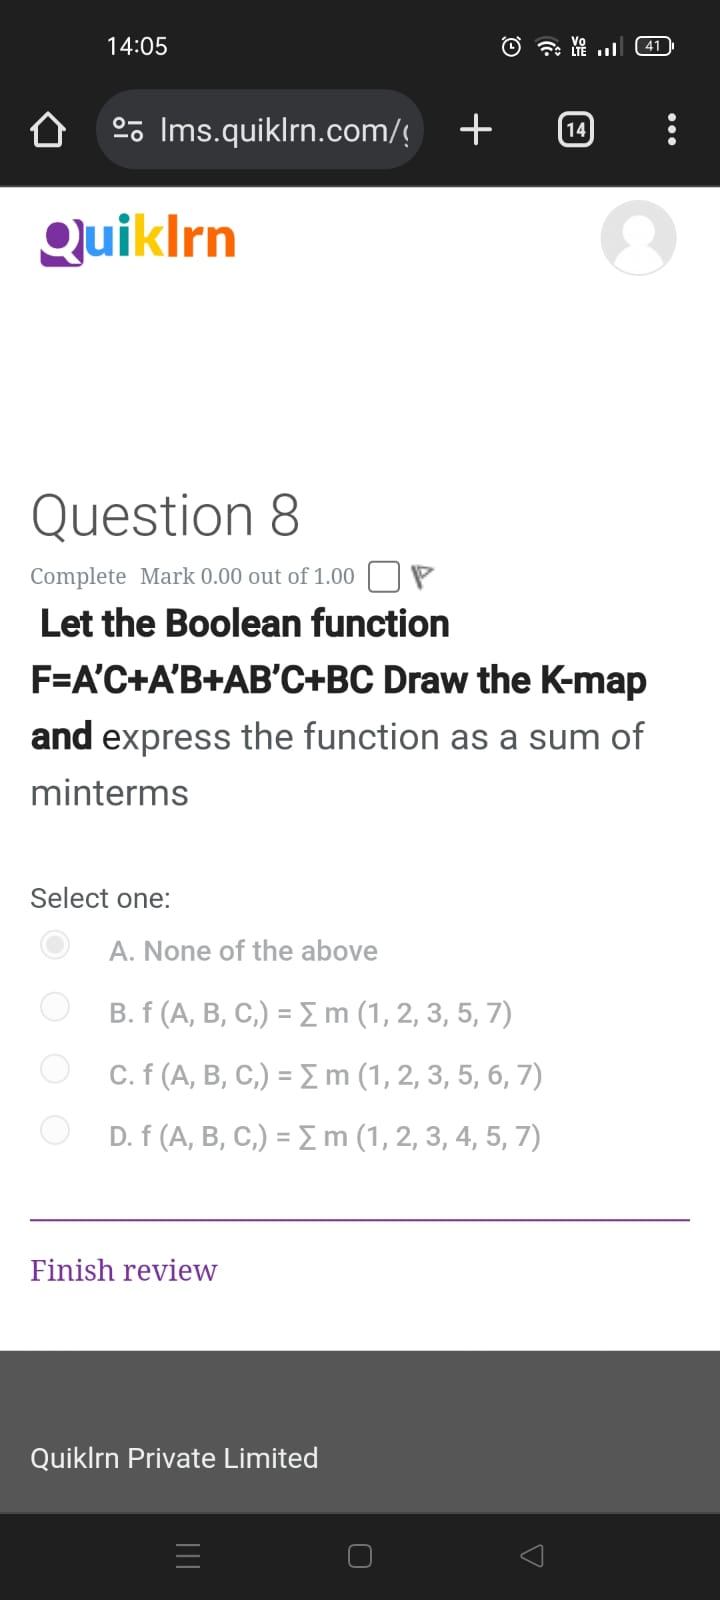 14:05
Vo LTE
41
lms.quiklrn.com/
14
Quiklrn
Question 8
Complete Mark 0.00 out of 1.00
Let the Boolean function
F=A’C+A’B+AB’C+BC Draw the K-map
and express the function as a sum of
minterms
Select one:
A. None of the above
B. f (A, B, C,) = ∑ m (1, 2, 3, 5, 7)
C. f (A, B, C,) = ∑ m (1, 2, 3, 5, 6, 7)
D. f (A, B, C,) = ∑ m (1, 2, 3, 4, 5, 7)
Finish review
Quiklrn Private Limited